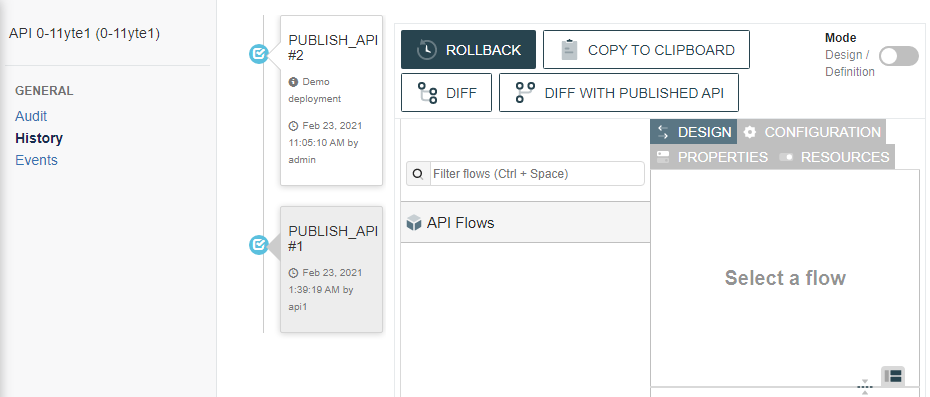 API 0-11yte1 (0-11yte1)
GENERAL
Audit
History
Events
PUBLISH_API
#2
Demo
deployment
Feb 23, 2021
11:05:10 AM by
admin
PUBLISH_API
#1
Feb 23, 2021
1:39:19 AM by
api1
ROLLBACK
COPY TO CLIPBOARD
DIFF
DIFF WITH PUBLISHED API
Mode
Design /
Definition
Filter flows (Ctrl + Space)
API Flows
DESIGN
CONFIGURATION
PROPERTIES
RESOURCES
Select a flow